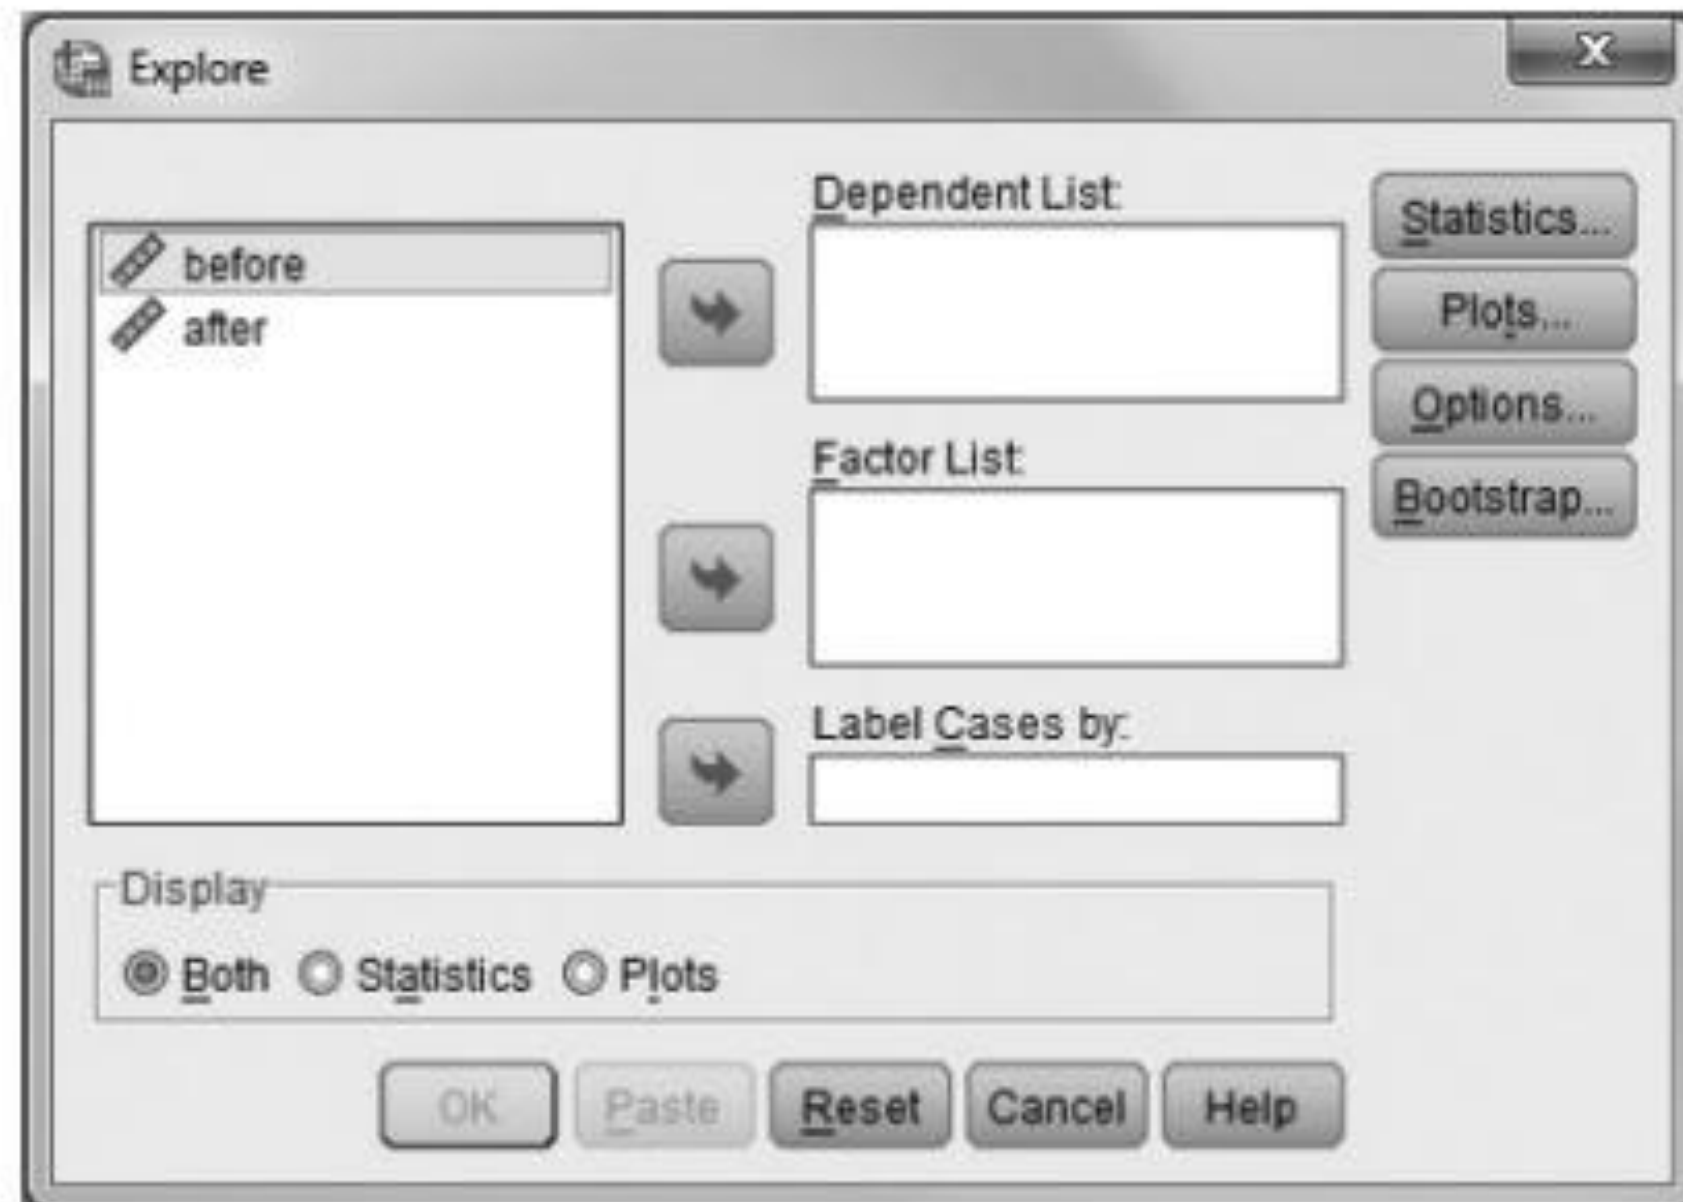 Explore
before
after
Dependent List:
Factor List:
Label Cases by:
Statistics...
Plots...
Options...
Bootstrap...
Display
Both Statistics Plots
OK Paste Reset Cancel Help